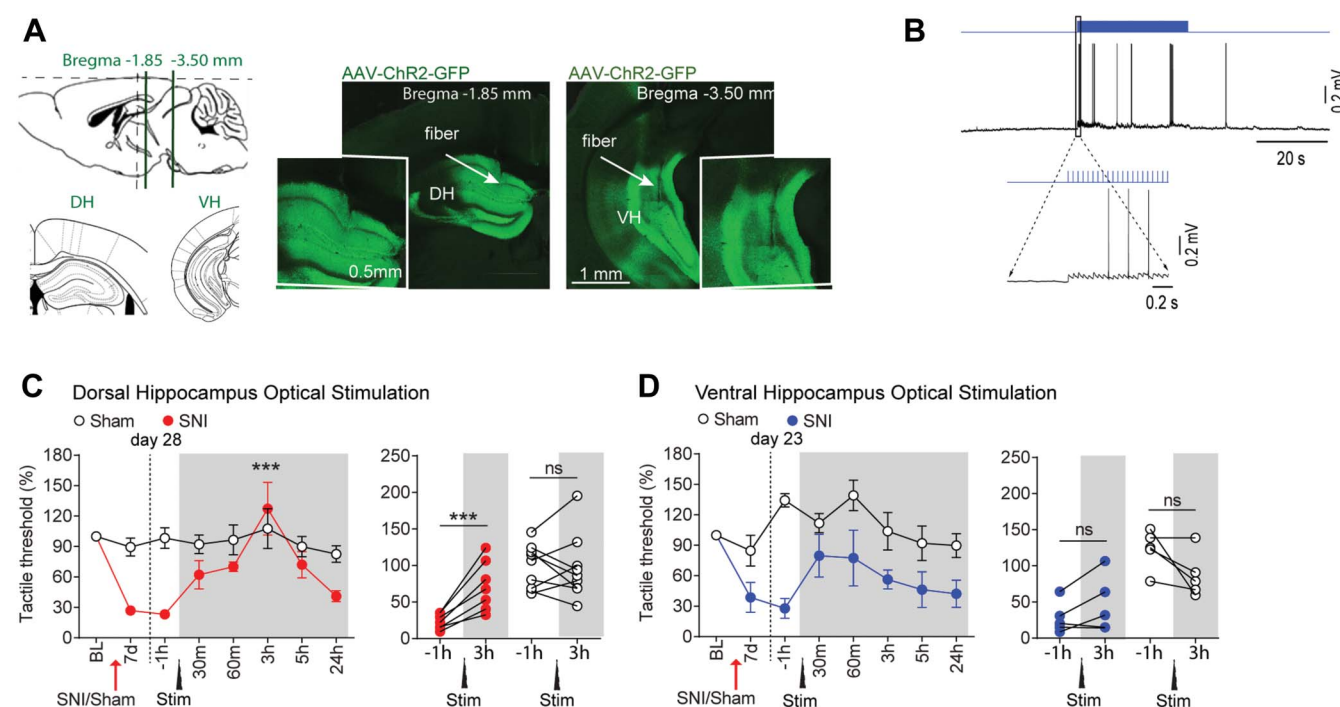 A
Bregma -1.85 -3.50 mm
DH
VH
AAV-ChR2-GFP
Bregma -1.85 mm
fiber
DH
0.5mm
AAV-ChR2-GFP
Bregma -3.50 mm
fiber
VH
1 mm
B
0.2 mV
20 s
0.2 mV
0.2 s
C Dorsal Hippocampus Optical Stimulation
Sham SNI
day 28
Tactile threshold (%)
180
150
120
90
60
30
0
***
BL 7d -1h 30m 60m 3h 5h 24h
SNI/Sham Stim
250
200
150
100
50
0
*** ns
-1h 3h -1h 3h
Stim Stim
D Ventral Hippocampus Optical Stimulation
Sham SNI
day 23
Tactile threshold (%)
180
150
120
90
60
30
0
BL 7d -1h 30m 60m 3h 5h 24h
SNI/Sham Stim
250
200
150
100
50
0
ns ns
-1h 3h -1h 3h
Stim Stim